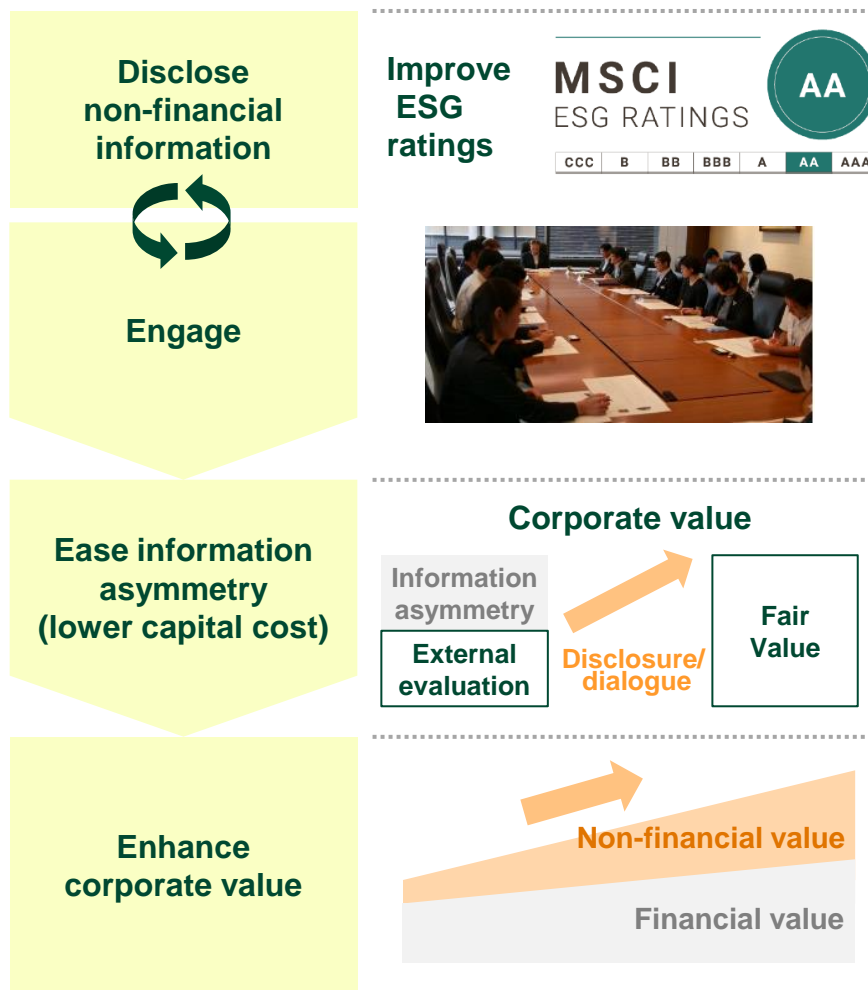 Disclose
non-financial
information
Improve
ESG
ratings
MSCI
ESG RATINGS
AA
CCC B BB BBB A AA AAA
Engage
Ease information
asymmetry
(lower capital cost)
Corporate value
Information
asymmetry
External
evaluation
Disclosure/
dialogue
Fair
Value
Enhance
corporate value
Non-financial value
Financial value